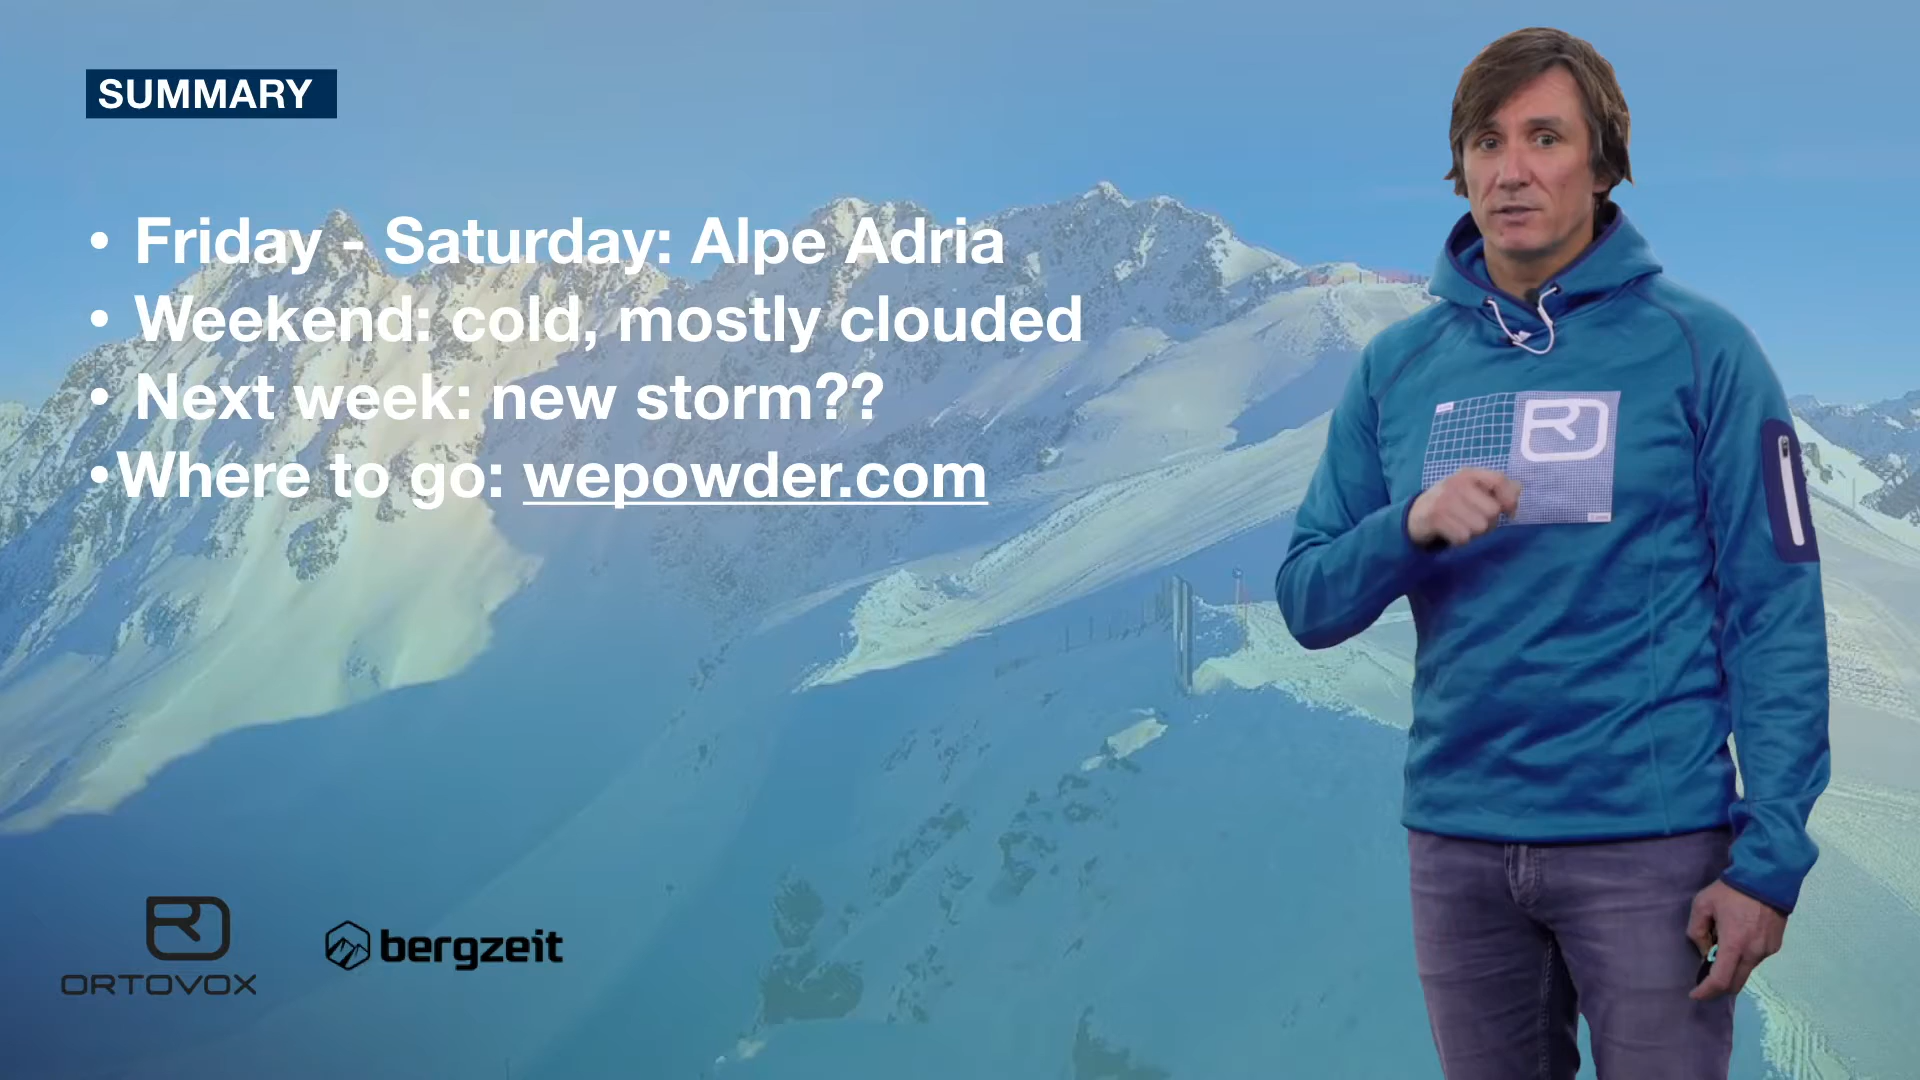 SUMMARY
• Friday - Saturday: Alpe Adria
• Weekend: cold, mostly clouded
• Next week: new storm??
• Where to go: wepowder.com
ORTOVOX
bergzeit